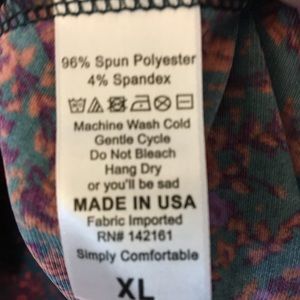 96% Spun Polyester
4% Spandex
Machine Wash Cold
Gentle Cycle
Do Not Bleach
Hang Dry
or you'll be sad
MADE IN USA
Fabric Imported
RN# 142161
Simply Comfortable
XL